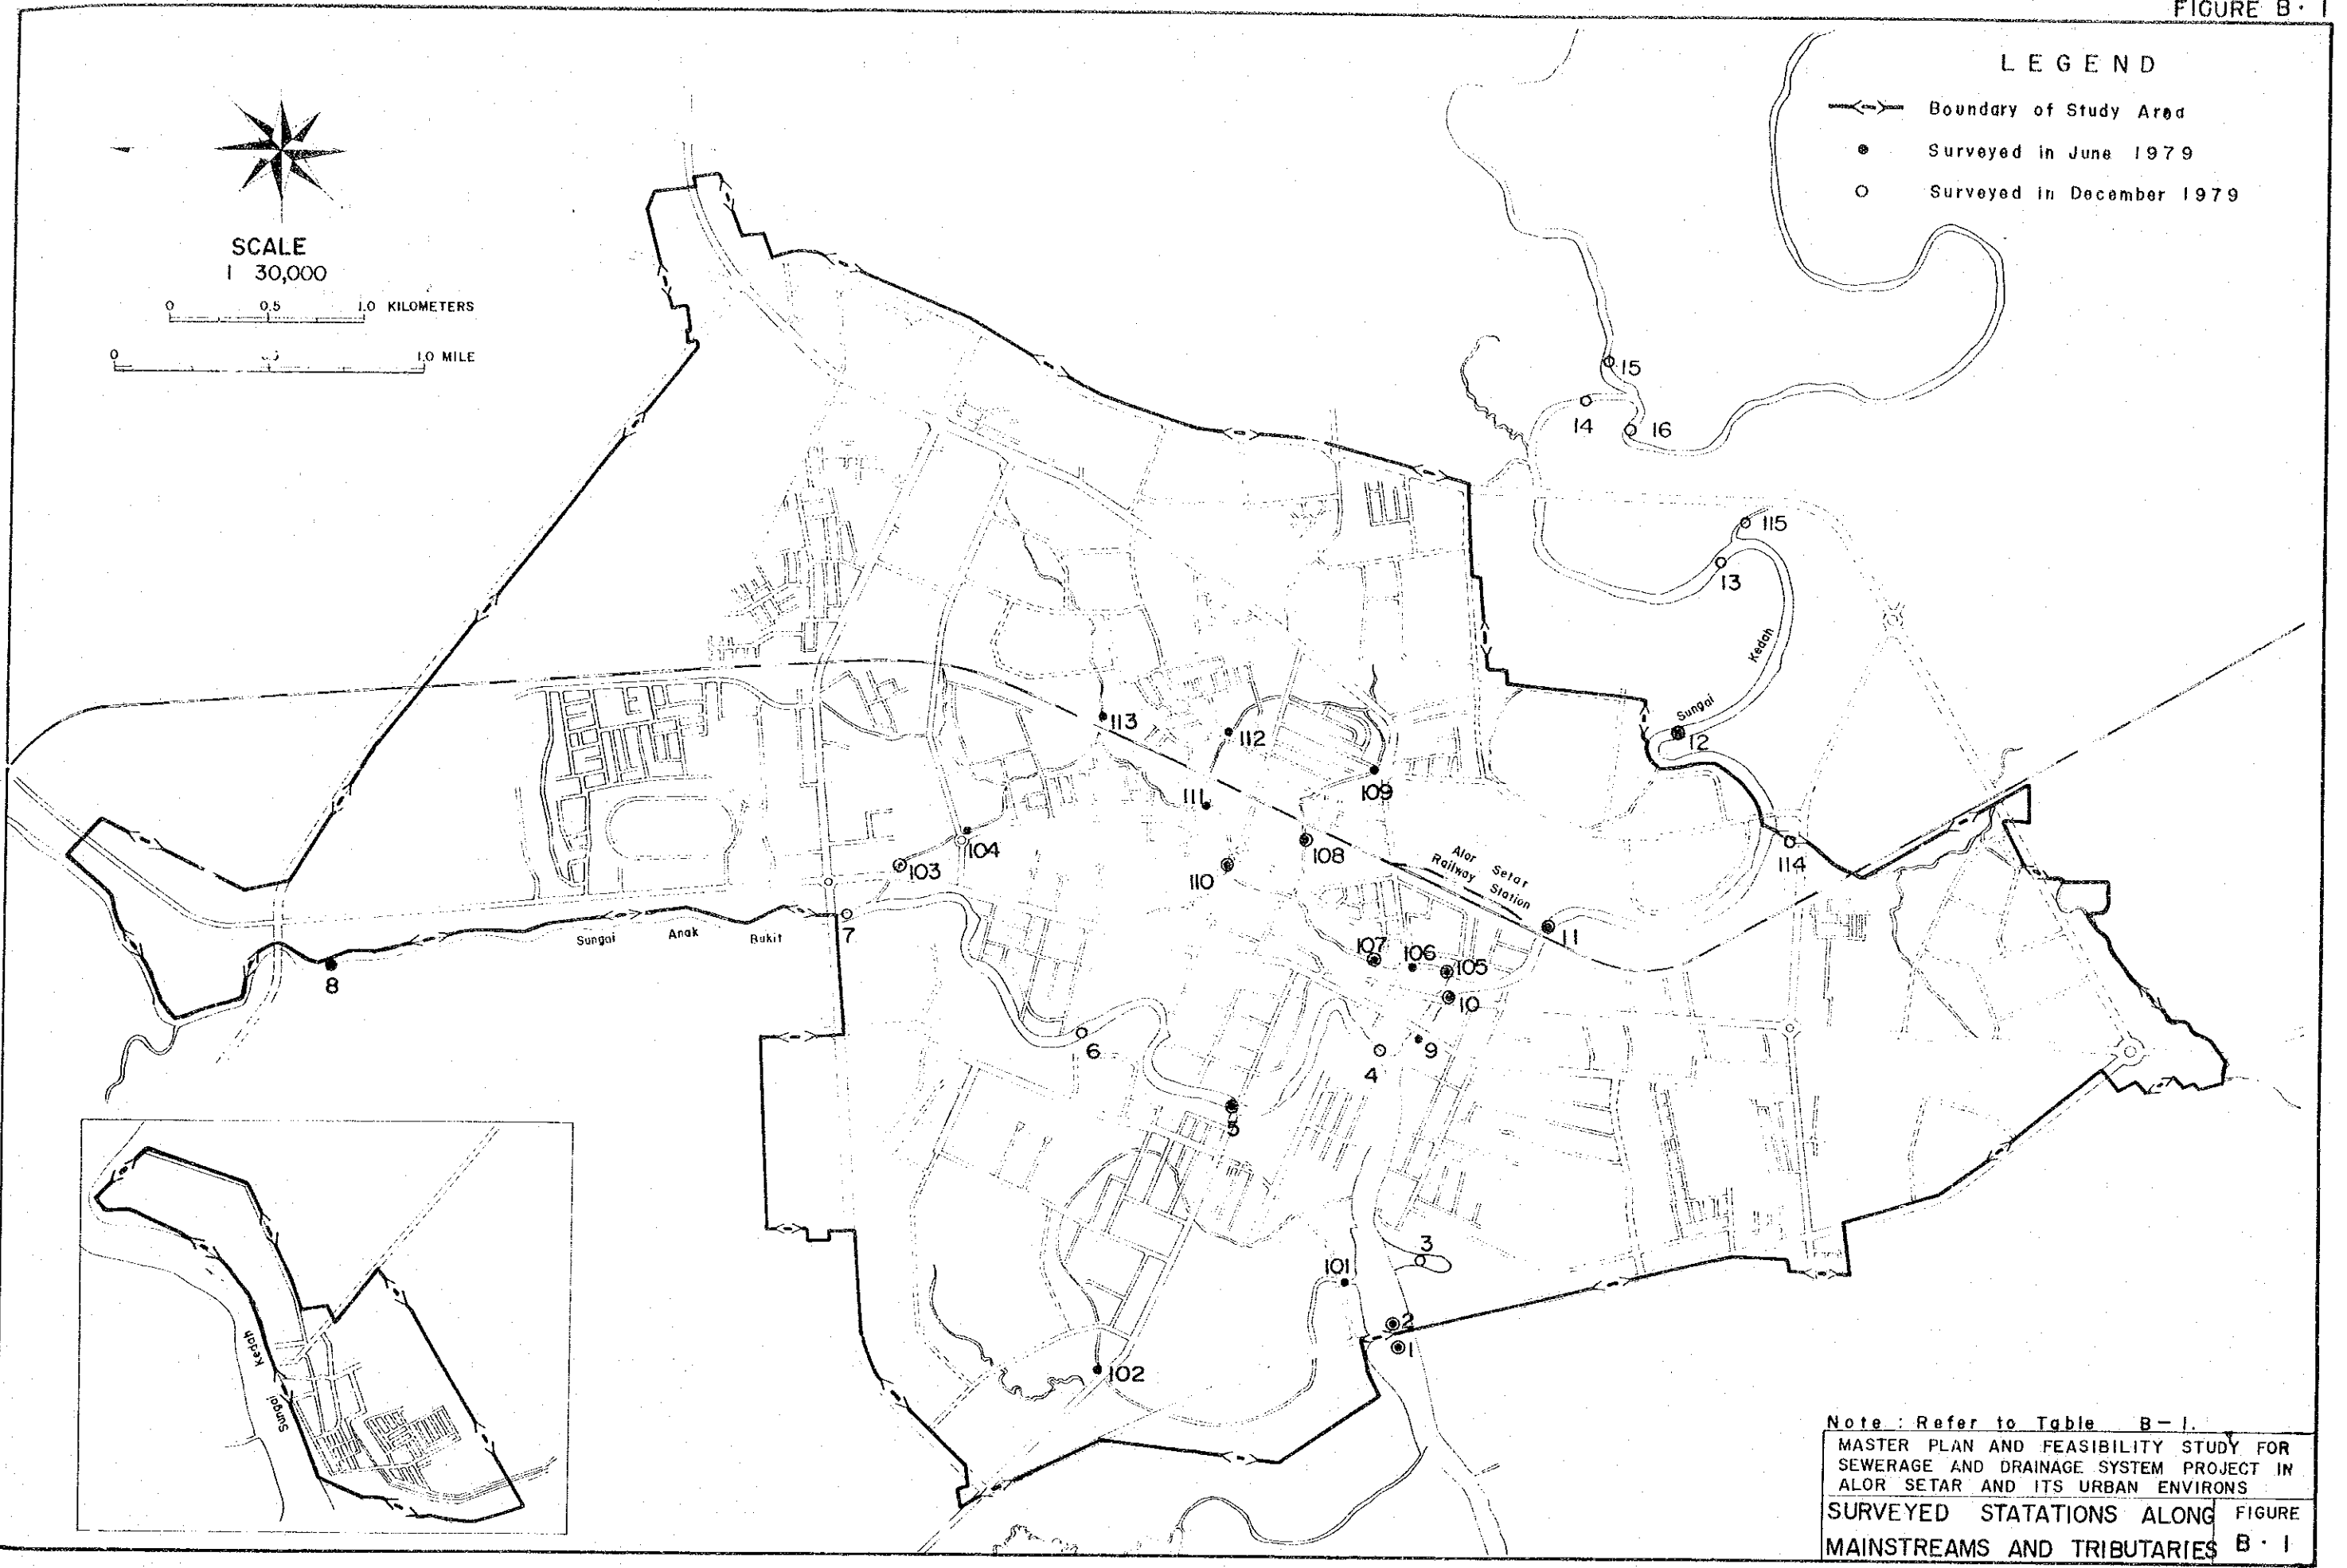 FIGURE B · 1
LEGEND
Boundary of Study Area
Surveyed in June 1979
Surveyed in December 1979
SCALE
1 30,000
0 0.5 1.0 KILOMETERS
0 1.0 MILE
15
14
16
115
13
Kedah
Sungai
12
113
112
111
109
104
103
108
110
114
Alor Setar
Railway Station
11
7
Sungai Anak Bukit
8
107
106
105
10
9
6
4
5
3
101
2
1
102
Kedah
Sungai
Note : Refer to Table B-1.
MASTER PLAN AND FEASIBILITY STUDY FOR
SEWERAGE AND DRAINAGE SYSTEM PROJECT IN
ALOR SETAR AND ITS URBAN ENVIRONS
SURVEYED STATATIONS ALONG
MAINSTREAMS AND TRIBUTARIES
FIGURE
B · 1